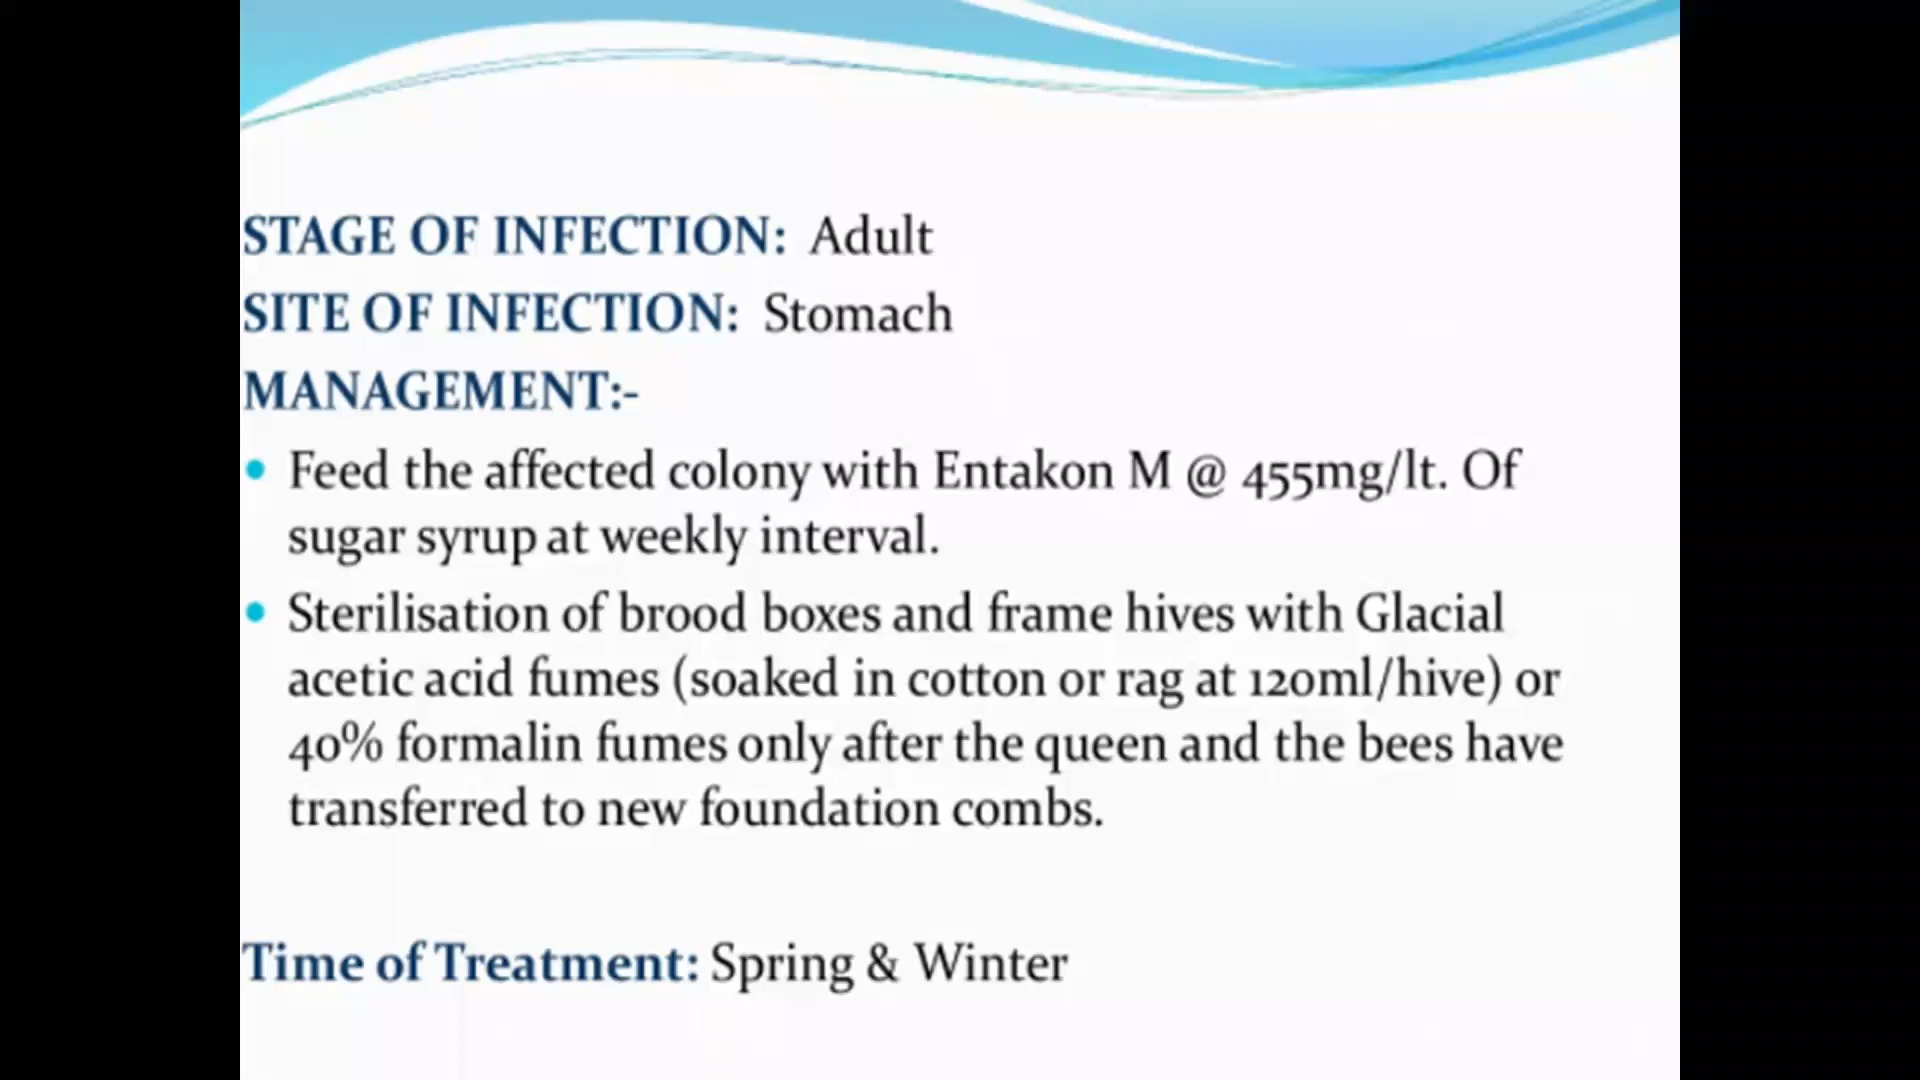 STAGE OF INFECTION: Adult
SITE OF INFECTION: Stomach
MANAGEMENT:-
• Feed the affected colony with Entakon M @ 455mg/lt. Of
sugar syrup at weekly interval.
• Sterilisation of brood boxes and frame hives with Glacial
acetic acid fumes (soaked in cotton or rag at 120ml/hive) or
40% formalin fumes only after the queen and the bees have
transferred to new foundation combs.
Time of Treatment: Spring & Winter